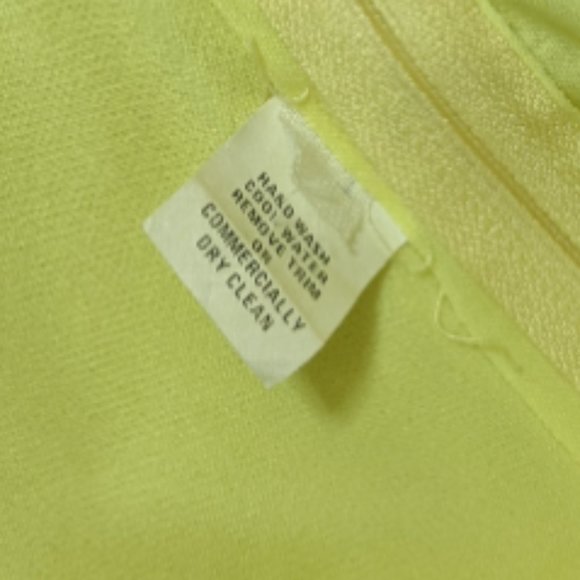 HAND WASH
COOL WATER
REMOVE TRIM
OR
COMMERCIALLY
DRY CLEAN